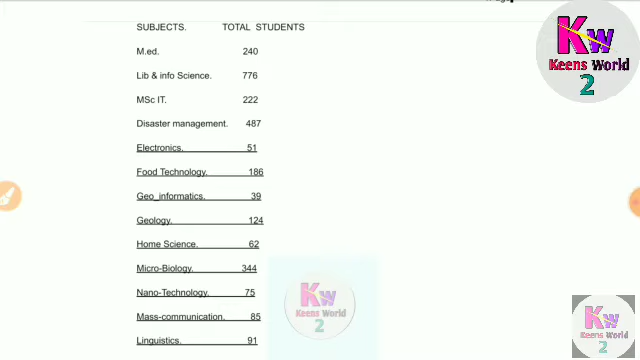 SUBJECTS. TOTAL STUDENTS
M.ed. 240
Lib & info Science. 776
MSc IT. 222
Disaster management. 487
Electronics. 51
Food Technology. 186
Geo_informatics. 39
Geology. 124
Home Science. 62
Micro-Biology. 344
Nano-Technology. 75
Mass-communication. 85
Linguistics. 91
Kw
Keens World
2
Kw
Keens World
2
Kw
Keens World
2